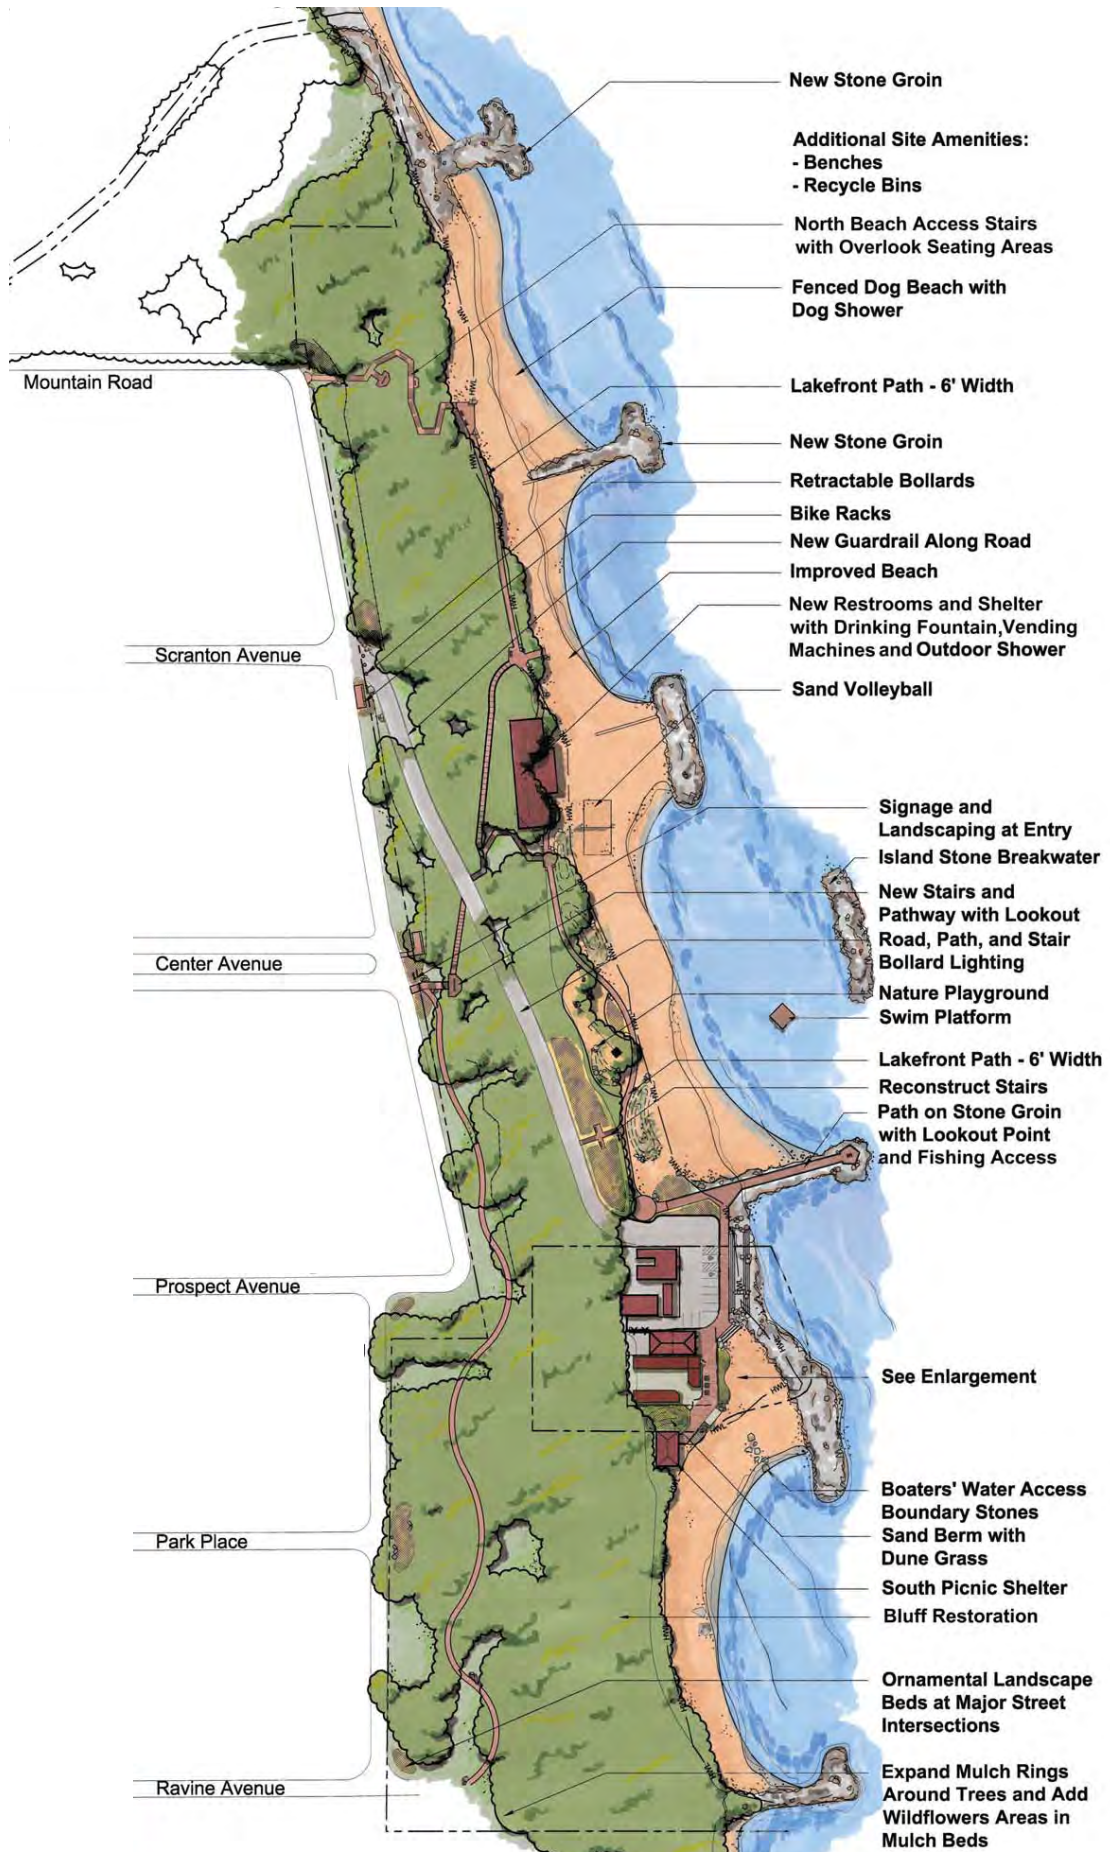 New Stone Groin
Additional Site Amenities:
- Benches
- Recycle Bins
North Beach Access Stairs
with Overlook Seating Areas
Fenced Dog Beach with
Dog Shower
Mountain Road
Lakefront Path - 6' Width
New Stone Groin
Retractable Bollards
Bike Racks
New Guardrail Along Road
Improved Beach
New Restrooms and Shelter
with Drinking Fountain,Vending
Machines and Outdoor Shower
Scranton Avenue
Sand Volleyball
Signage and
Landscaping at Entry
Island Stone Breakwater
New Stairs and
Pathway with Lookout
Road, Path, and Stair
Bollard Lighting
Center Avenue
Nature Playground
Swim Platform
Lakefront Path - 6' Width
Reconstruct Stairs
Path on Stone Groin
with Lookout Point
and Fishing Access
Prospect Avenue
See Enlargement
Boaters' Water Access
Boundary Stones
Sand Berm with
Dune Grass
Park Place
South Picnic Shelter
Bluff Restoration
Ornamental Landscape
Beds at Major Street
Intersections
Ravine Avenue
Expand Mulch Rings
Around Trees and Add
Wildflowers Areas in
Mulch Beds
HWL
HWL
HWL
HWL
HWL